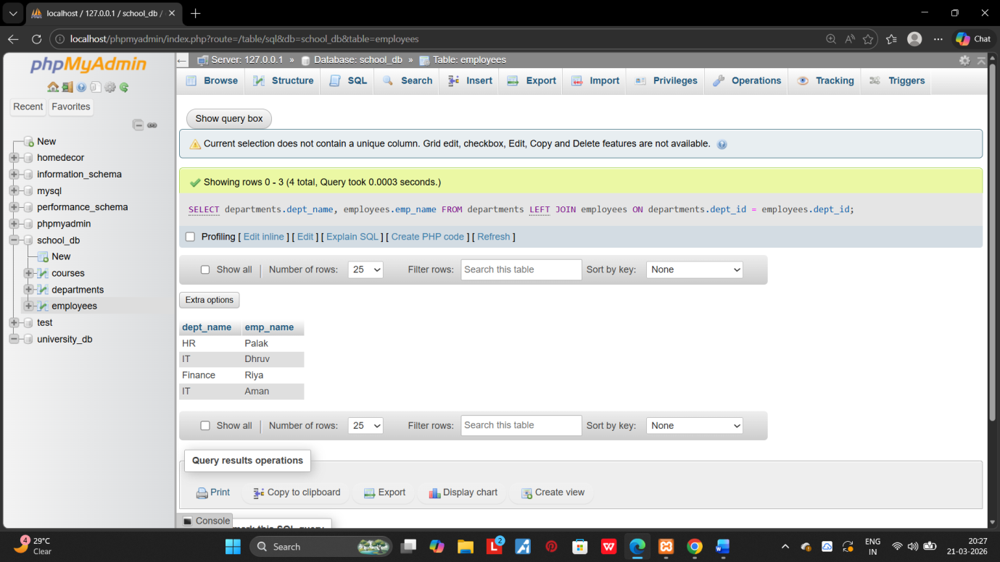 localhost / 127.0.0.1 / school_db /
localhost/phpmyadmin/index.php?route=/table/sql&db=school_db&table=employees
Chat
phpMyAdmin
Recent
Favorites
New
homedecor
information_schema
mysql
performance_schema
phpmyadmin
school_db
New
courses
departments
employees
test
university_db
Server: 127.0.0.1 » Database: school_db » Table: employees
Browse Structure SQL Search Insert Export Import Privileges Operations Tracking Triggers
Show query box
Current selection does not contain a unique column. Grid edit, checkbox, Edit, Copy and Delete features are not available.
Showing rows 0 - 3 (4 total, Query took 0.0003 seconds.)
SELECT departments.dept_name, employees.emp_name FROM departments LEFT JOIN employees ON departments.dept_id = employees.dept_id;
Profiling [ Edit inline ] [ Edit ] [ Explain SQL ] [ Create PHP code ] [ Refresh ]
Show all | Number of rows: 25 Filter rows: Search this table Sort by key: None
Extra options
dept_name emp_name
HR Palak
IT Dhruv
Finance Riya
IT Aman
Show all | Number of rows: 25 Filter rows: Search this table Sort by key: None
Query results operations
Print Copy to clipboard Export Display chart Create view
Console
4
29°C
Clear
Search
2
ENG
IN
20:27
21-03-2026